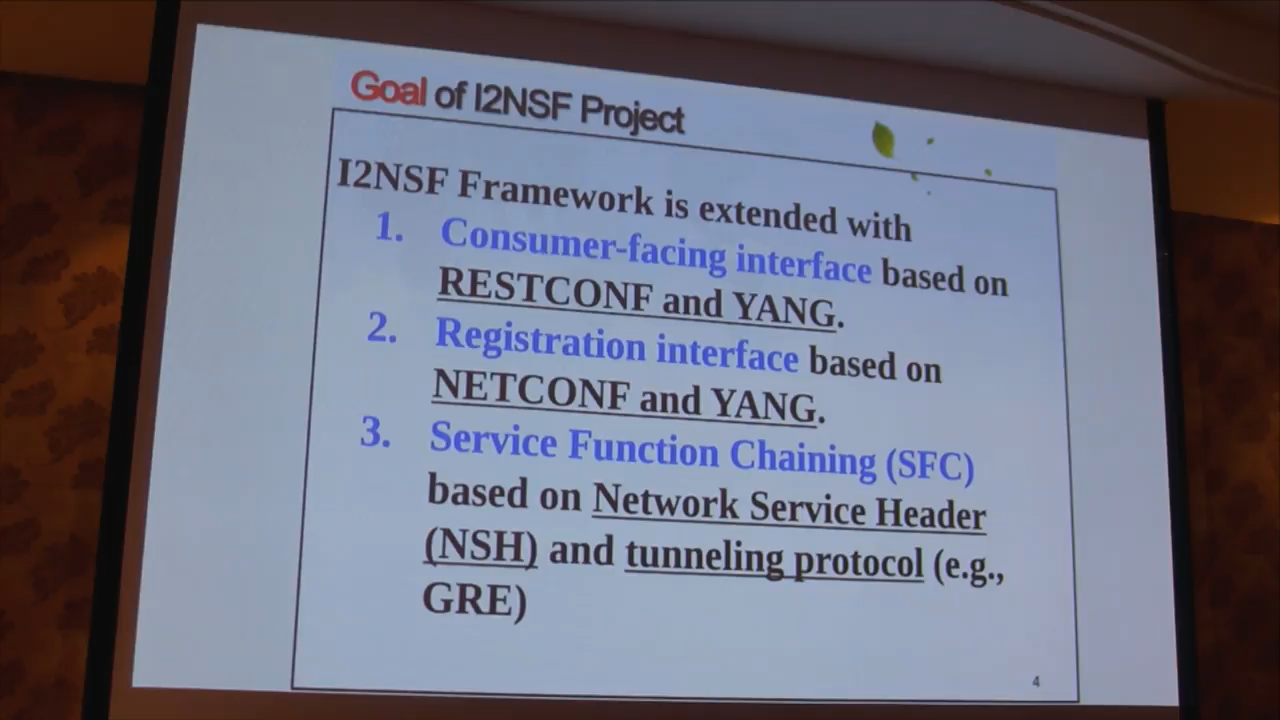 Goal of I2NSF Project
I2NSF Framework is extended with
1. Consumer-facing interface based on
RESTCONF and YANG.
2. Registration interface based on
NETCONF and YANG.
3. Service Function Chaining (SFC)
based on Network Service Header
(NSH) and tunneling protocol (e.g.,
GRE)
4